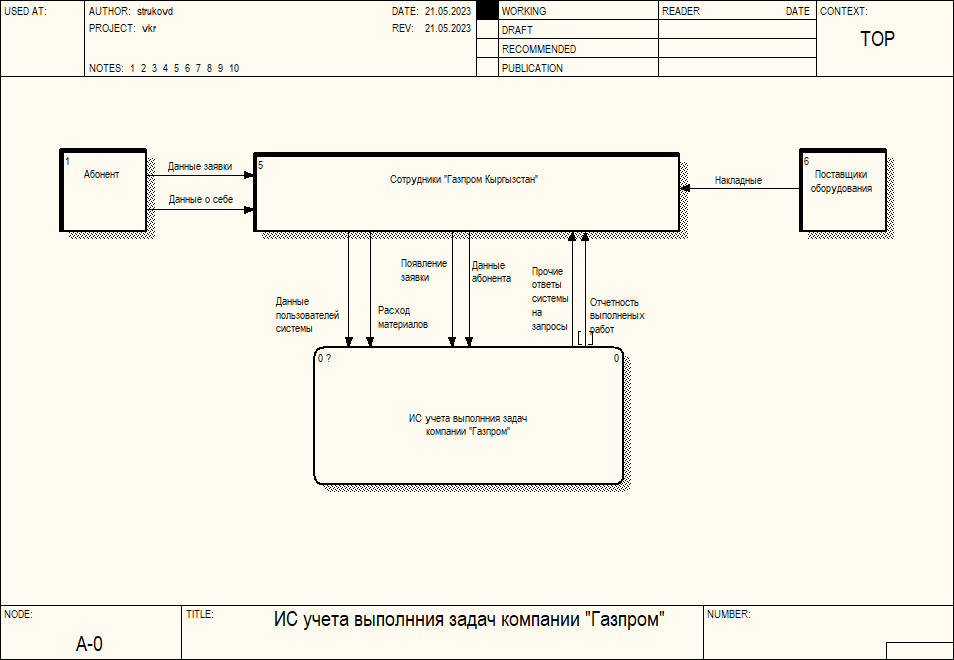 USED AT:
AUTHOR: strukovd
DATE: 21.05.2023
PROJECT: vkr
REV: 21.05.2023
NOTES: 1 2 3 4 5 6 7 8 9 10
WORKING
DRAFT
RECOMMENDED
PUBLICATION
READER
DATE
CONTEXT:
TOP
1
Абонент
Данные заявки
Данные о себе
5
Сотрудники "Газпром Кыргызстан"
Накладные
6
Поставщики
оборудования
Данные
пользователей
системы
Расход
материалов
Появление
заявки
Данные
абонента
Прочие
ответы
системы
на
запросы
Отчетность
выполненых
работ
0 ?
0
ИС учета выполнния задач
компании "Газпром"
NODE:
A-0
TITLE:
ИС учета выполнния задач компании "Газпром"
NUMBER: